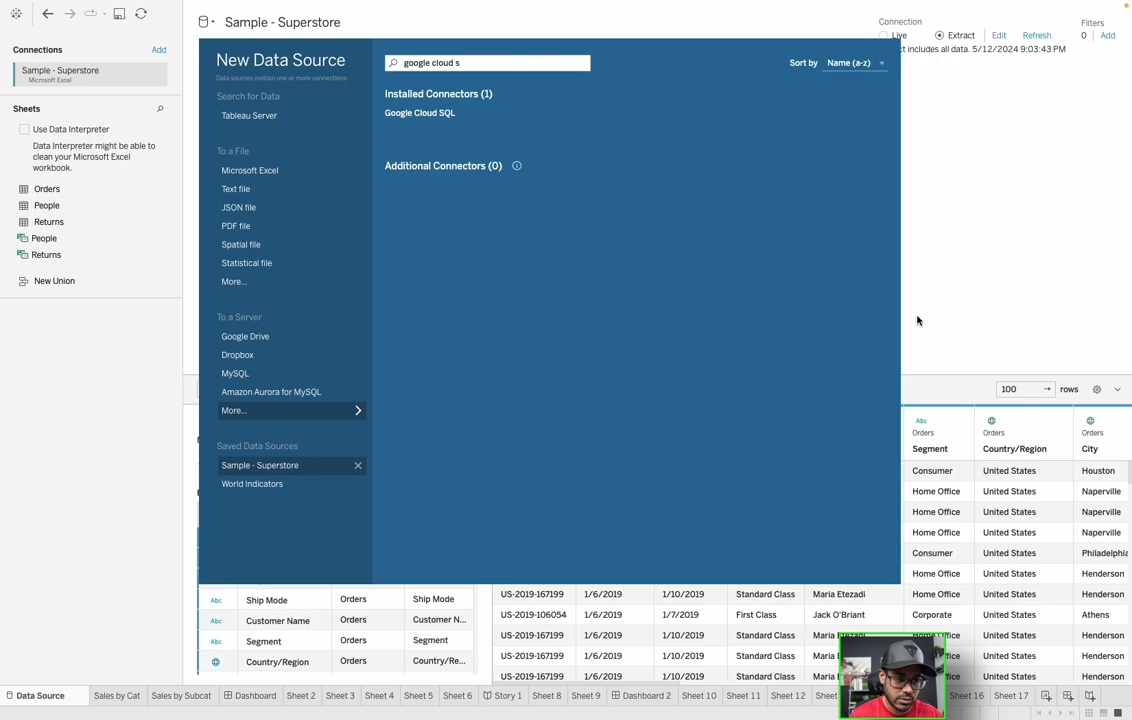 Sample - Superstore
Connection
Live
Extract
Edit
Refresh
Filters
0
Add
ct includes all data. 5/12/2024 9:03:43 PM
Connections
Add
Sample - Superstore
Microsoft Excel
Sheets
Use Data Interpreter
Data Interpreter might be able to
clean your Microsoft Excel
workbook.
Orders
People
Returns
People
Returns
New Union
New Data Source
Data sources contain one or more connections
Search for Data
Tableau Server
To a File
Microsoft Excel
Text file
JSON file
PDF file
Spatial file
Statistical file
More...
To a Server
Google Drive
Dropbox
MySQL
Amazon Aurora for MySQL
More...
Saved Data Sources
Sample - Superstore
World Indicators
google cloud s
Sort by
Name (a-z)
Installed Connectors (1)
Google Cloud SQL
Additional Connectors (0)
100
rows
Abc
Orders Orders Orders
Segment Country/Region City
Consumer United States Houston
Home Office United States Naperville
Home Office United States Naperville
Home Office United States Naperville
Consumer United States Philadelphia
Home Office United States Henderson
Abc Ship Mode Orders Ship Mode
Abc Customer Name Orders Customer N...
Abc Segment Orders Segment
Country/Region Orders Country/Re...
US-2019-167199 1/6/2019 1/10/2019 Standard Class Maria Etezadi Home Office United States Henderson
US-2019-106054 1/6/2019 1/7/2019 First Class Jack O'Briant Corporate United States Athens
US-2019-167199 1/6/2019 1/10/2019 Standard Class Maria Etezadi United States Henderson
US-2019-167199 1/6/2019 1/10/2019 Standard Class United States Henderson
US-2019-167199 1/6/2019 1/10/2019 Standard Class United States Henderson
Data Source
Sales by Cat
Sales by Subcat
Dashboard
Sheet 2
Sheet 3
Sheet 4
Sheet 5
Sheet 6
Story 1
Sheet 8
Sheet 9
Dashboard 2
Sheet 10
Sheet 11
Sheet 12
Sheet
Sheet 16
Sheet 17